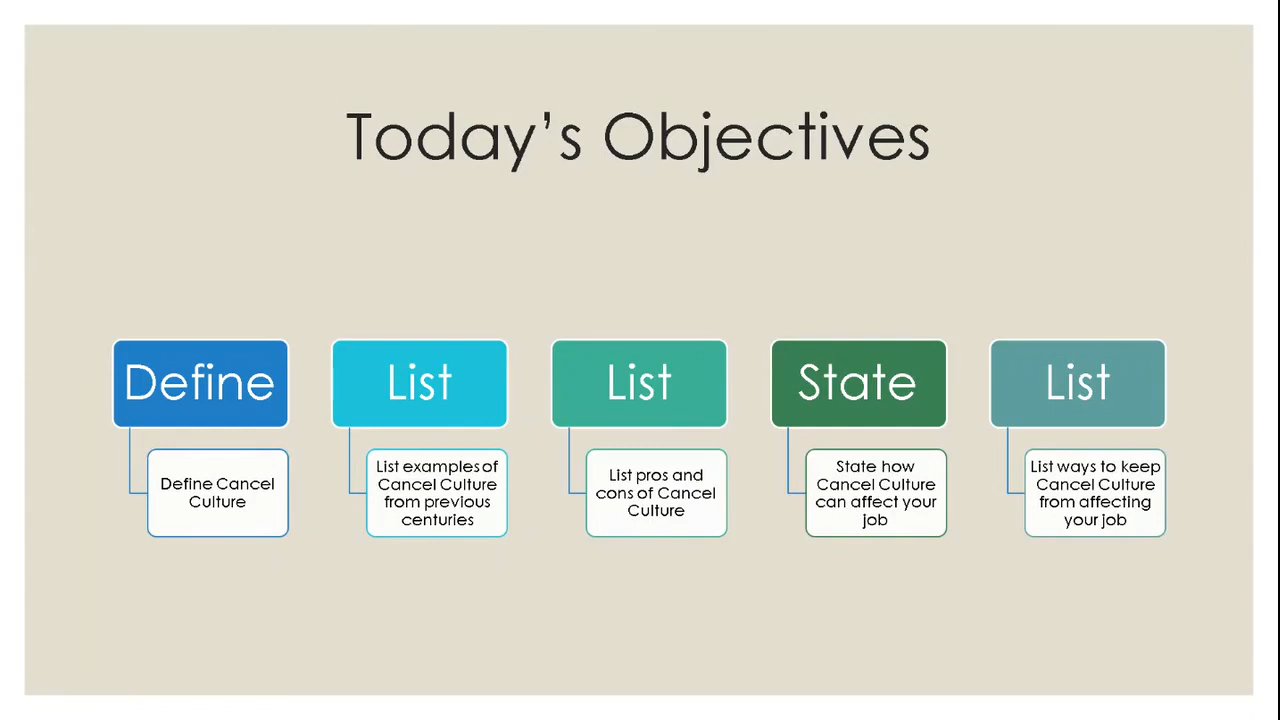 Today’s Objectives
Define
List
List
State
List
Define Cancel
Culture
List examples of
Cancel Culture
from previous
centuries
List pros and
cons of Cancel
Culture
State how
Cancel Culture
can affect your
job
List ways to keep
Cancel Culture
from affecting
your job